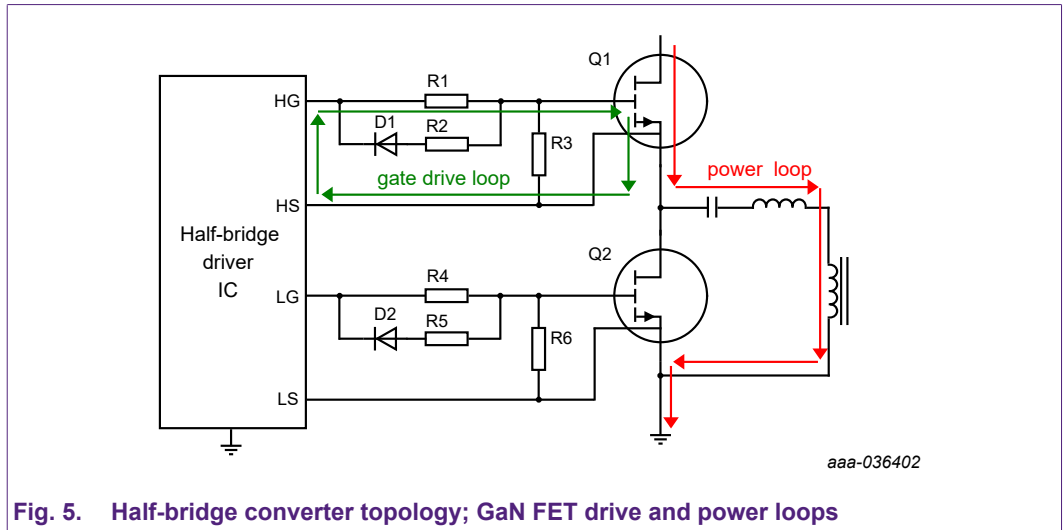 Q1
HG
R1
D1
R2
R3
gate drive loop
power loop
HS
Half-bridge
driver
IC
Q2
LG
R4
D2
R5
R6
LS
aaa-036402
Fig. 5. Half-bridge converter topology; GaN FET drive and power loops